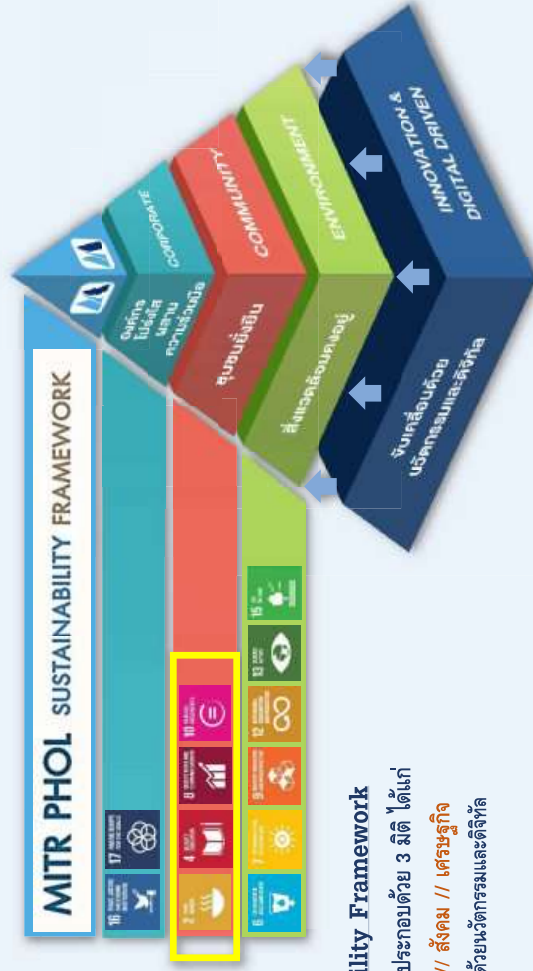 MITR PHOL SUSTAINABILITY FRAMEWORK
องค์กร
โปร่งใส
ผสาน
ความร่วมมือ
CORPORATE
16
17
ชุมชนยั่งยืน
COMMUNITY
2
4
8
10
สิ่งแวดล้อมคงอยู่
ENVIRONMENT
6
7
9
12
13
15
ขับเคลื่อนด้วย
นวัตกรรมและดิจิทัล
INNOVATION &
DIGITAL DRIVEN
ility Framework
ประกอบด้วย 3 มิติ ได้แก่
// สังคม // เศรษฐกิจ
ด้วยนวัตกรรมและดิจิทัล